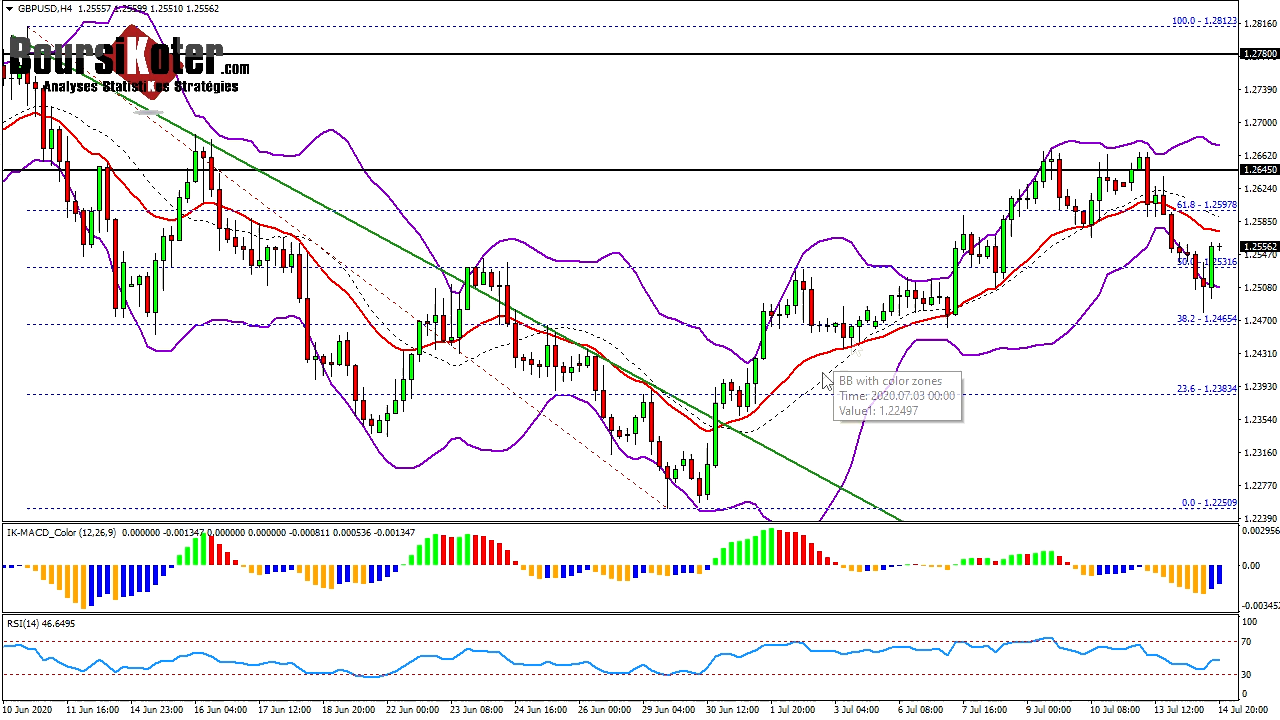 GBPUSD,H4 1.25557 1.25599 1.25510 1.25562
BoursiKoter.com
Analyses StatistiKes Stratégies
100.0 - 1.28123
61.8 - 1.25978
50.0 - 1.25316
38.2 - 1.24654
23.6 - 1.23834
0.0 - 1.22509
1.28160
1.27800
1.27390
1.27000
1.26620
1.26450
1.26240
1.25850
1.25562
1.25470
1.25080
1.24700
1.24310
1.23930
1.23540
1.23160
1.22770
1.22390
BB with color zones
Time: 2020.07.03 00:00
Value1: 1.22497
IK-MACD_Color (12,26,9) 0.000000 -0.001347 0.000000 0.000000 -0.000811 0.000536 -0.001347
0.002956
0.00
-0.003452
RSI(14) 46.6495
100
70
30
0
10 Jun 2020 11 Jun 16:00 14 Jun 23:00 16 Jun 04:00 17 Jun 12:00 18 Jun 20:00 22 Jun 00:00 23 Jun 08:00 24 Jun 16:00 26 Jun 00:00 29 Jun 04:00 30 Jun 12:00 1 Jul 20:00 3 Jul 04:00 6 Jul 08:00 7 Jul 16:00 9 Jul 00:00 10 Jul 08:00 13 Jul 12:00 14 Jul 20:00